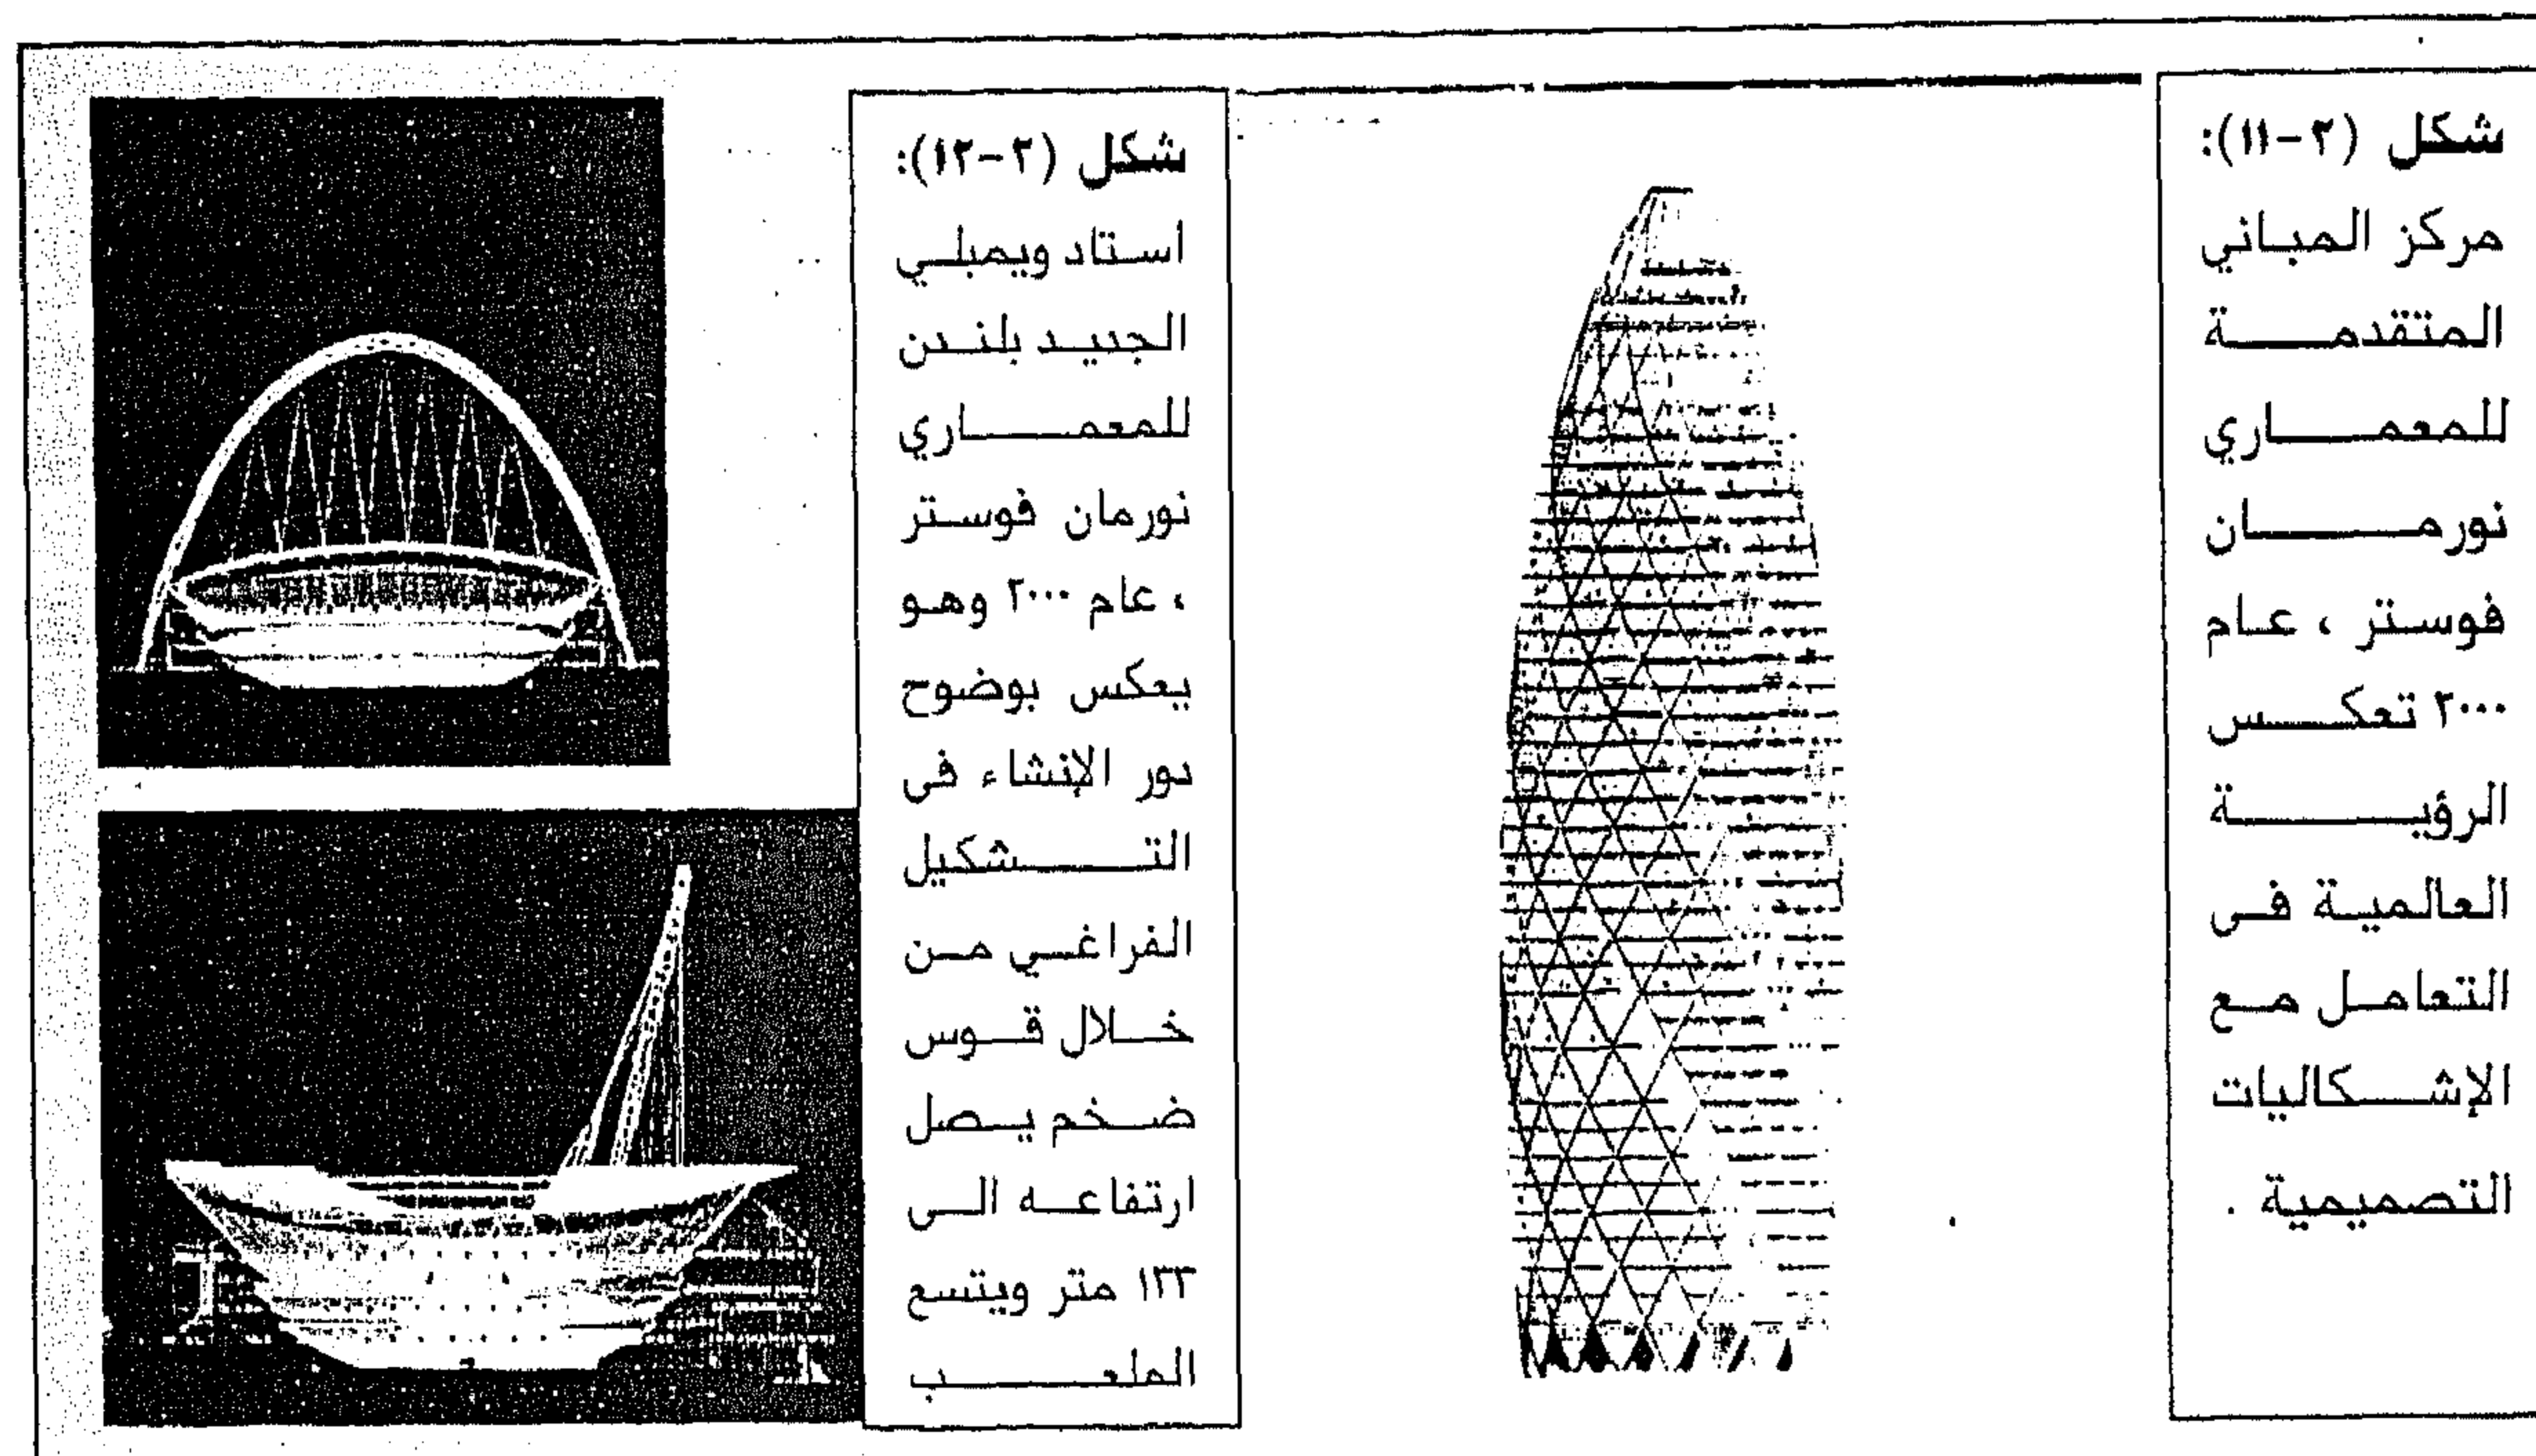 شكل (٢-١١):
مركز المباني
المتقدمة
للمعماري
نورمان
فوستر ، عام
٢٠٠٠ تعكس
الرؤية
العالمية فى
التعامل مع
الإشكاليات
التصميمية .
شكل (٢-١٢):
استاد ويمبلي
الجديد بلندن
للمعماري
نورمان فوستر
، عام ٢٠٠٠ وهو
يعكس بوضوح
دور الإنشاء فى
التشكيل
الفراغي من
خلال قوس
ضخم يصل
ارتفاعه الى
١٣٣ متر ويتسع
الملعب